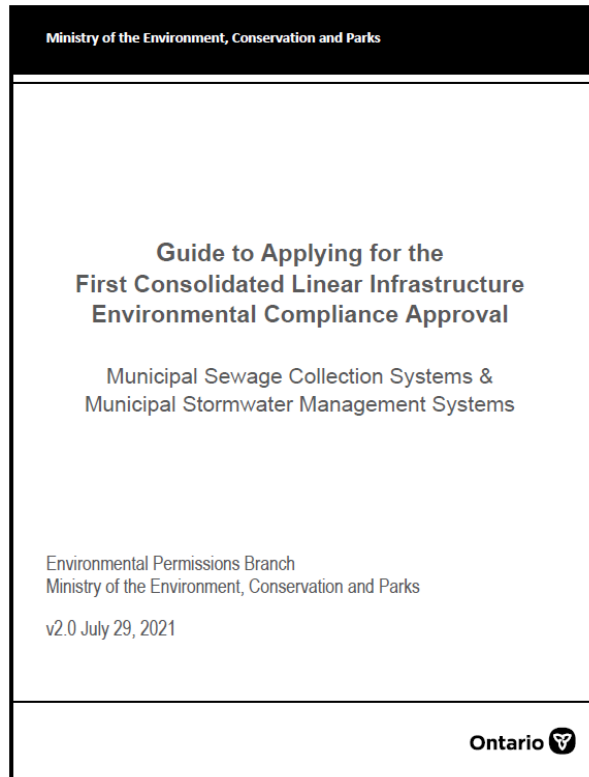 Ministry of the Environment, Conservation and Parks
Guide to Applying for the
First Consolidated Linear Infrastructure
Environmental Compliance Approval
Municipal Sewage Collection Systems &
Municipal Stormwater Management Systems
Environmental Permissions Branch
Ministry of the Environment, Conservation and Parks
v2.0 July 29, 2021
Ontario